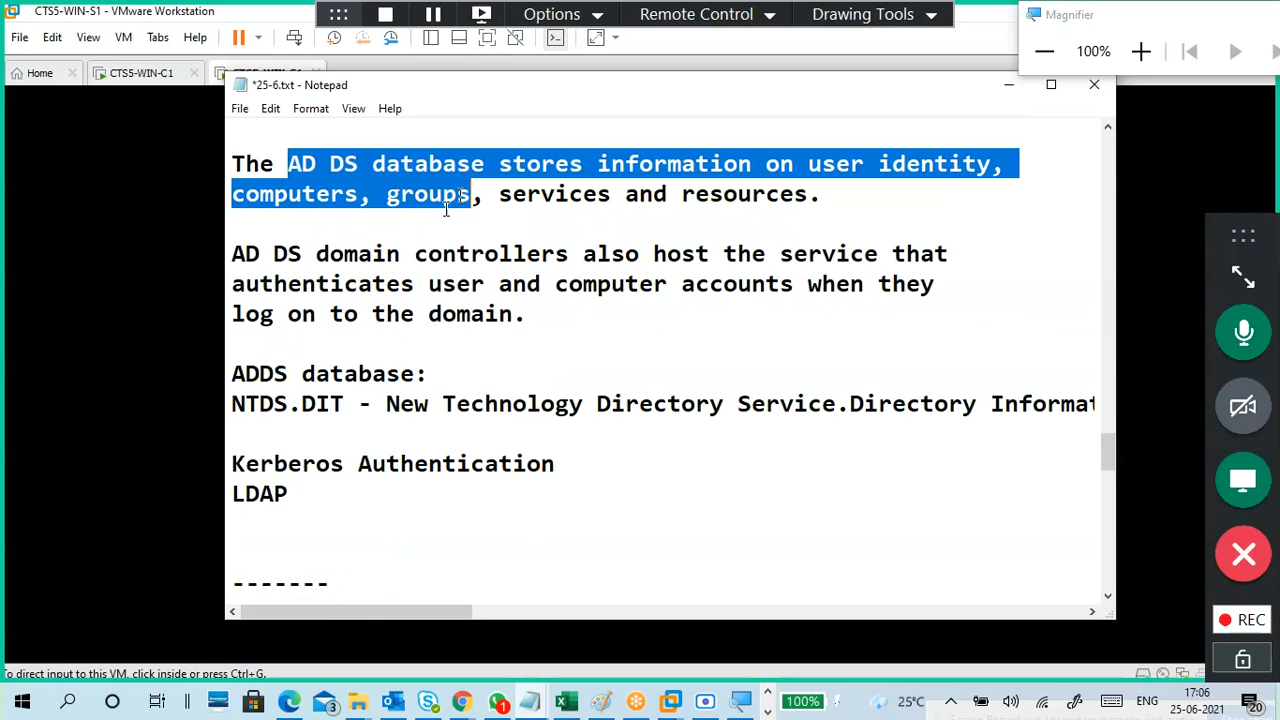 CTS5-WIN-S1 - VMware Workstation
Options
Remote Control
Drawing Tools
Magnifier
File Edit View VM Tabs Help
100%
Home
CTS5-WIN-C1
*25-6.txt - Notepad
File Edit Format View Help
The AD DS database stores information on user identity,
computers, groups, services and resources.
AD DS domain controllers also host the service that
authenticates user and computer accounts when they
log on to the domain.
ADDS database:
NTDS.DIT - New Technology Directory Service.Directory Informat
Kerberos Authentication
LDAP
-------
REC
To direct input to this VM, click inside or press Ctrl+G.
3
1
100%
25°C
ENG
17:06
25-06-2021
20